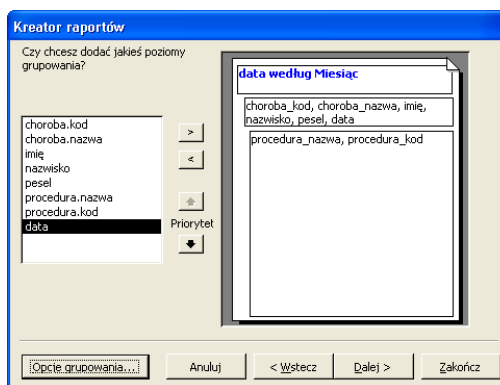 Kreator raportów
Czy chcesz dodać jakieś poziomy
grupowania?
choroba.kod
choroba.nazwa
imię
nazwisko
pesel
procedura.nazwa
procedura.kod
data
>
<
Priorytet
data według Miesiąc
choroba_kod, choroba_nazwa, imię,
nazwisko, pesel, data
procedura_nazwa, procedura_kod
Opcje grupowania...
Anuluj
< Wstecz
Dalej >
Zakończ